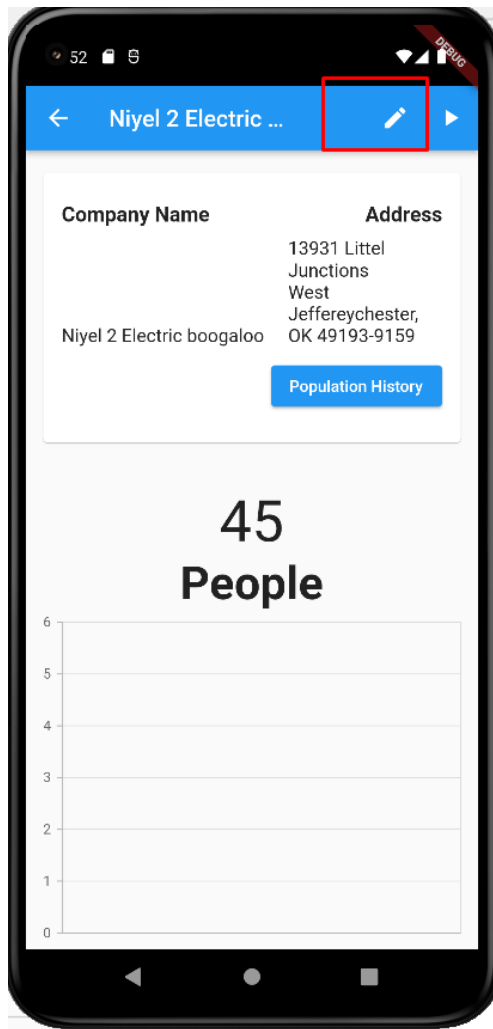 52
DEBUG
Niyel 2 Electric ...
Company Name
Address
Niyel 2 Electric boogaloo
13931 Littel
Junctions
West
Jeffereychester,
OK 49193-9159
Population History
45
People
6
5
4
3
2
1
0